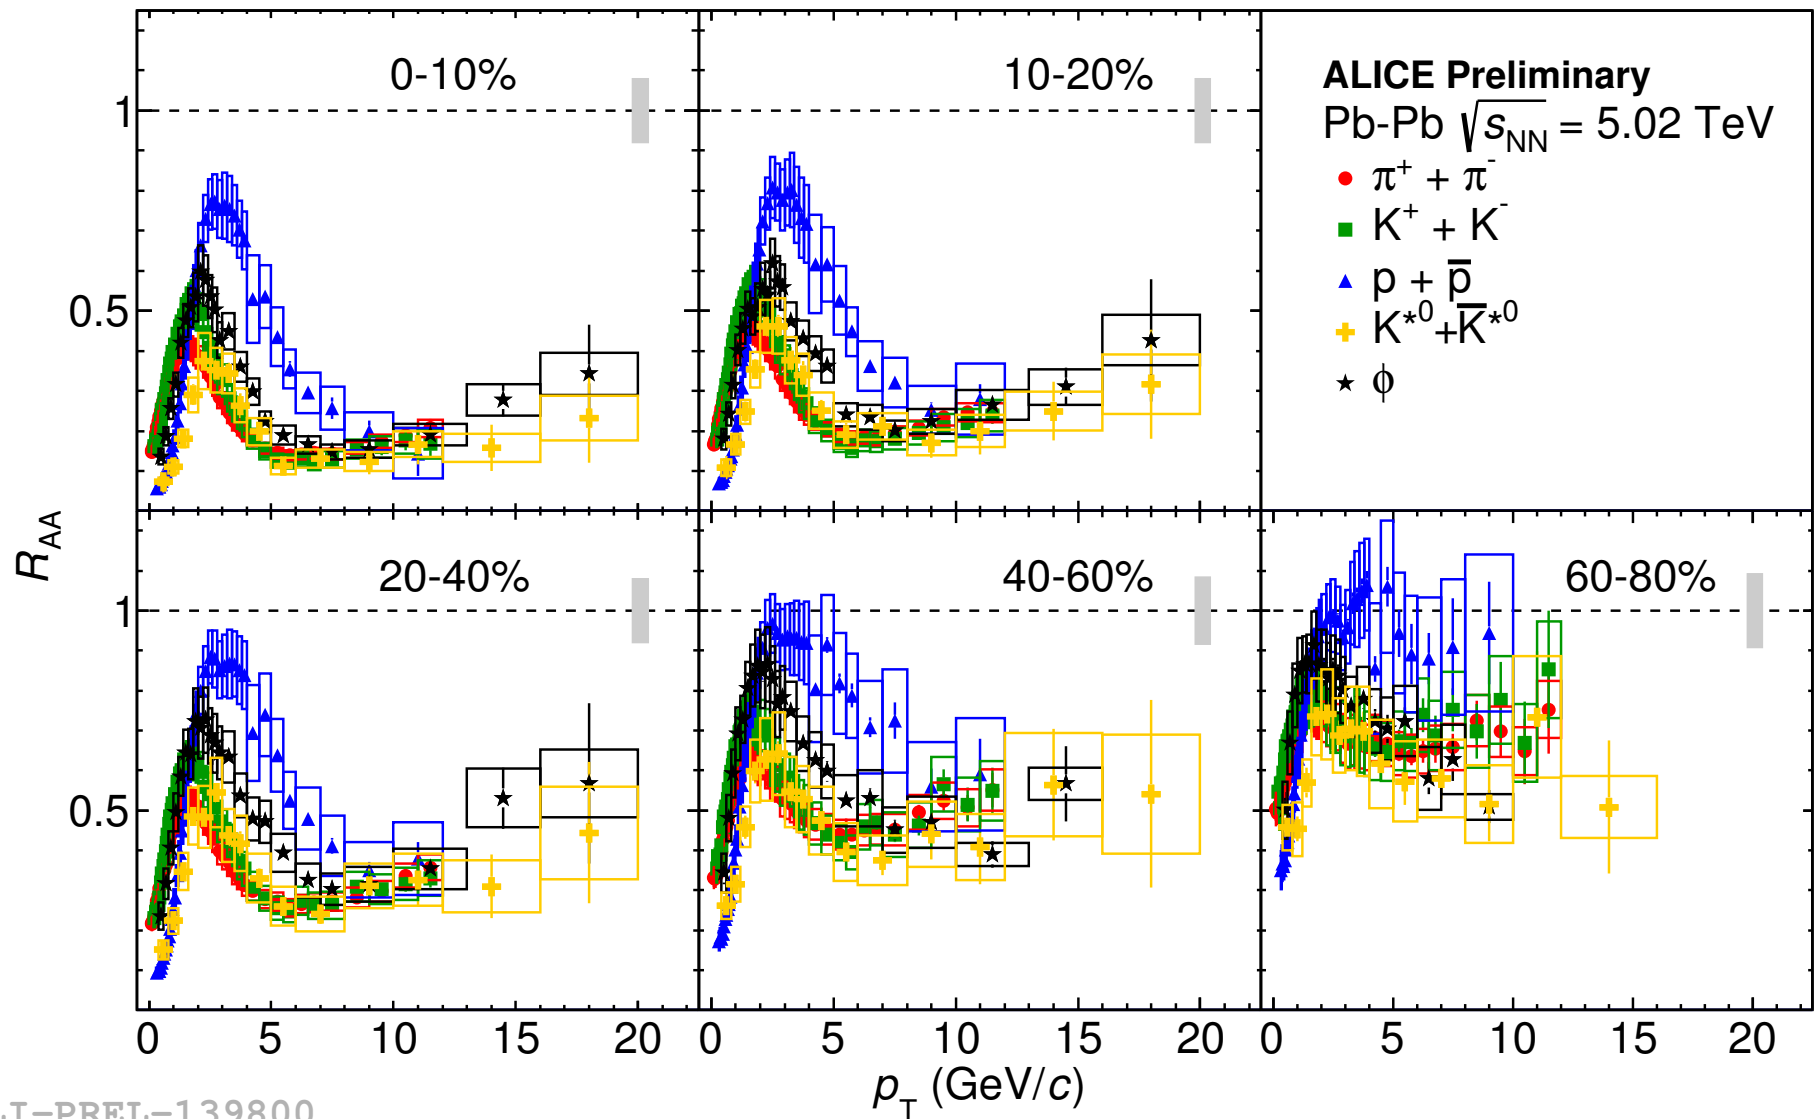 0-10%
10-20%
ALICE Preliminary
Pb-Pb √sNN = 5.02 TeV
π+ + π-
K+ + K-
p + p̄
K*0+K̄*0
ϕ
1
0.5
RAA
20-40%
40-60%
60-80%
1
0.5
0 5 10 15 20 0 5 10 15 20 0 5 10 15 20
pT (GeV/c)
I-PREL-139800